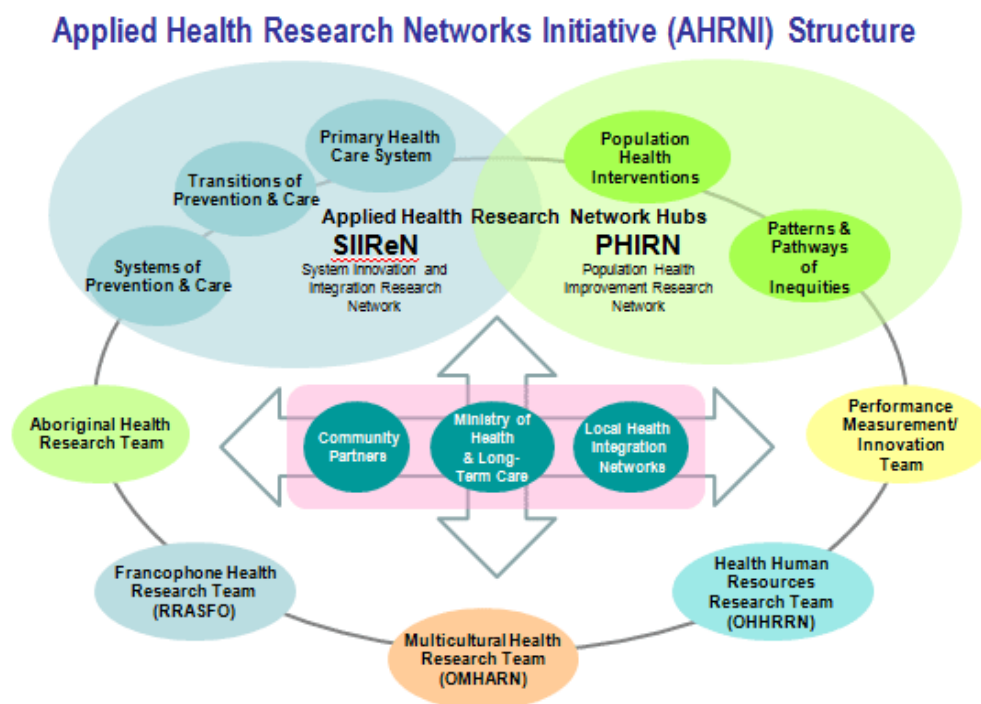 Applied Health Research Networks Initiative (AHRNI) Structure
Primary Health
Care System
Transitions of
Prevention & Care
Systems of
Prevention & Care
Population
Health
Interventions
Patterns &
Pathways
of
Inequities
Applied Health Research Network Hubs
SIIReN
System Innovation and
Integration Research
Network
PHIRN
Population Health
Improvement Research
Network
Aboriginal Health
Research Team
Community
Partners
Ministry of
Health
& Long-
Term Care
Local Health
Integration
Networks
Performance
Measurement/
Innovation
Team
Francophone Health
Research Team
(RRASFO)
Multicultural Health
Research Team
(OMHARN)
Health Human
Resources
Research Team
(OHHRRN)